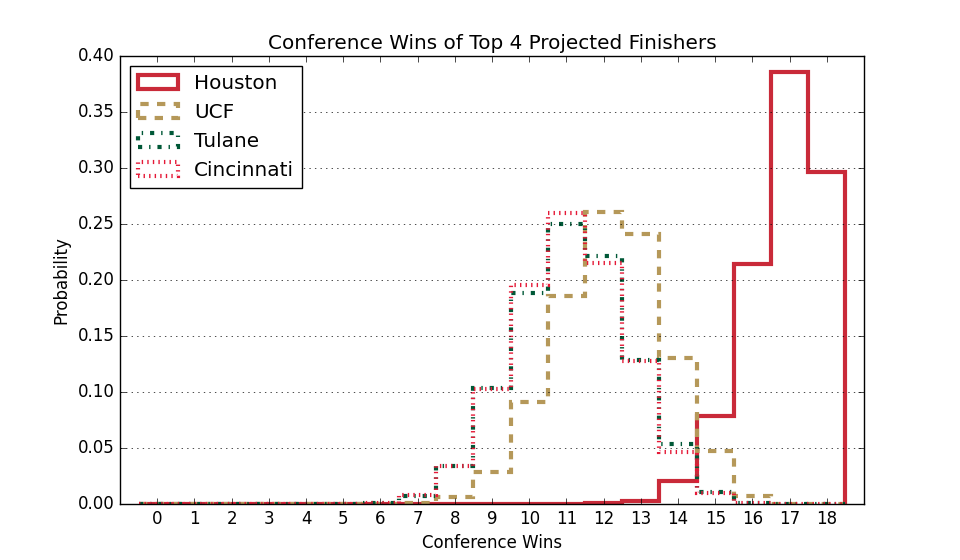 Conference Wins of Top 4 Projected Finishers
0.40
0.35
0.30
0.25
0.20
0.15
0.10
0.05
0.00
Probability
Houston
UCF
Tulane
Cincinnati
0 1 2 3 4 5 6 7 8 9 10 11 12 13 14 15 16 17 18
Conference Wins